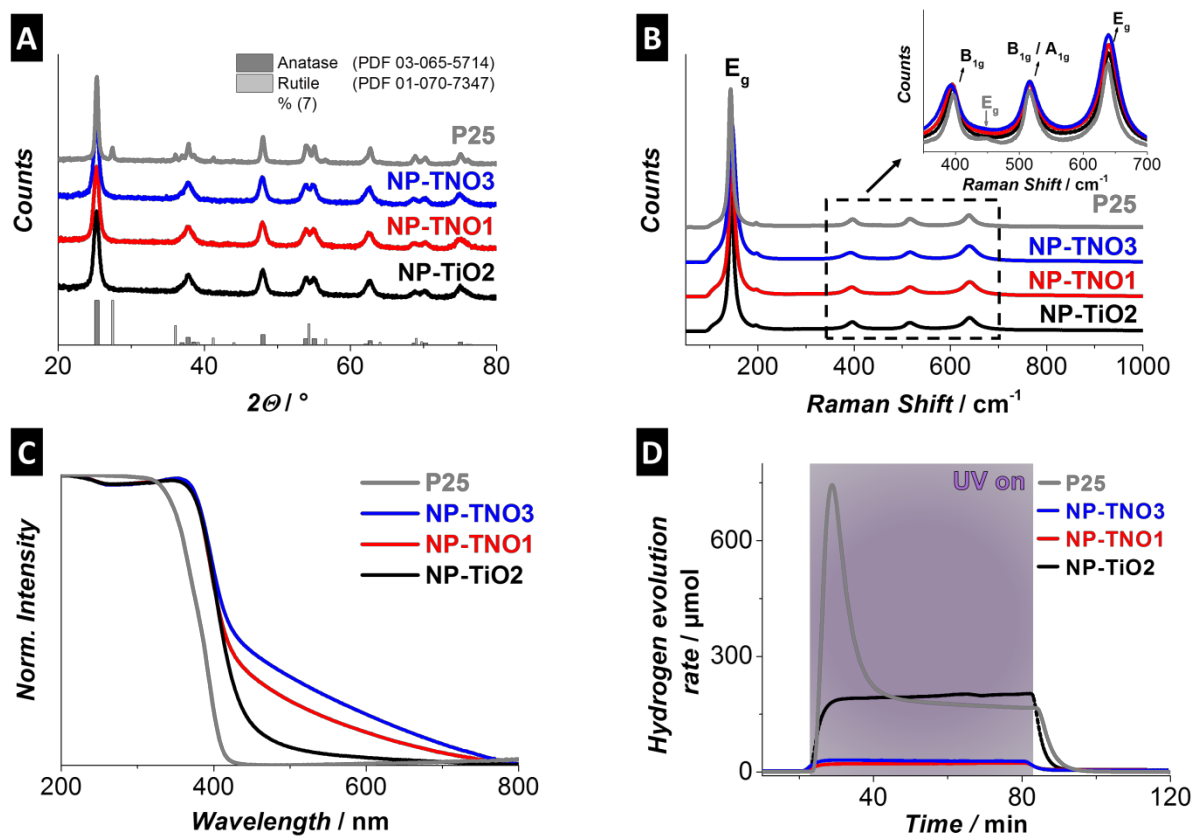 A
Anatase (PDF 03-065-5714)
Rutile (PDF 01-070-7347)
% (7)
P25
NP-TNO3
NP-TNO1
NP-TiO2
Counts
20 40 60 80
2Θ / °
B
Eg
B1g
Eg
B1g / A1g
Eg
Counts
400 500 600 700
Raman Shift / cm-1
P25
NP-TNO3
NP-TNO1
NP-TiO2
Counts
200 400 600 800 1000
Raman Shift / cm-1
C
P25
NP-TNO3
NP-TNO1
NP-TiO2
Norm. Intensity
200 400 600 800
Wavelength / nm
D
UV on
P25
NP-TNO3
NP-TNO1
NP-TiO2
Hydrogen evolution
rate / µmol
600
300
0
40 80 120
Time / min